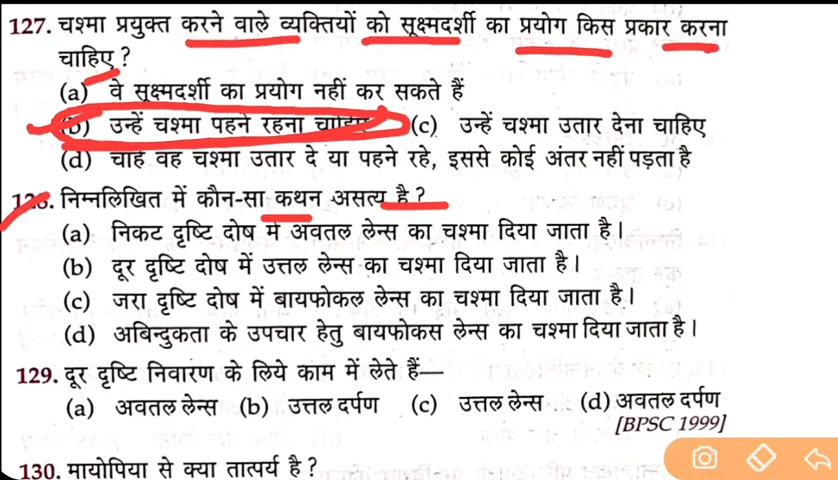 127. चश्मा प्रयुक्त करने वाले व्यक्तियों को सूक्ष्मदर्शी का प्रयोग किस प्रकार करना
चाहिए ?
(a) वे सूक्ष्मदर्शी का प्रयोग नहीं कर सकते हैं
(b) उन्हें चश्मा पहने रहना चाहिए (c) उन्हें चश्मा उतार देना चाहिए
(d) चाहे वह चश्मा उतार दे या पहने रहे, इससे कोई अंतर नहीं पड़ता है
128. निम्नलिखित में कौन-सा कथन असत्य है ?
(a) निकट दृष्टि दोष में अवतल लेन्स का चश्मा दिया जाता है।
(b) दूर दृष्टि दोष में उत्तल लेन्स का चश्मा दिया जाता है।
(c) जरा दृष्टि दोष में बायफोकल लेन्स का चश्मा दिया जाता है।
(d) अबिन्दुकता के उपचार हेतु बायफोकस लेन्स का चश्मा दिया जाता है।
129. दूर दृष्टि निवारण के लिये काम में लेते हैं—
(a) अवतल लेन्स (b) उत्तल दर्पण (c) उत्तल लेन्स (d) अवतल दर्पण
[BPSC 1999]
130. मायोपिया से क्या तात्पर्य है ?